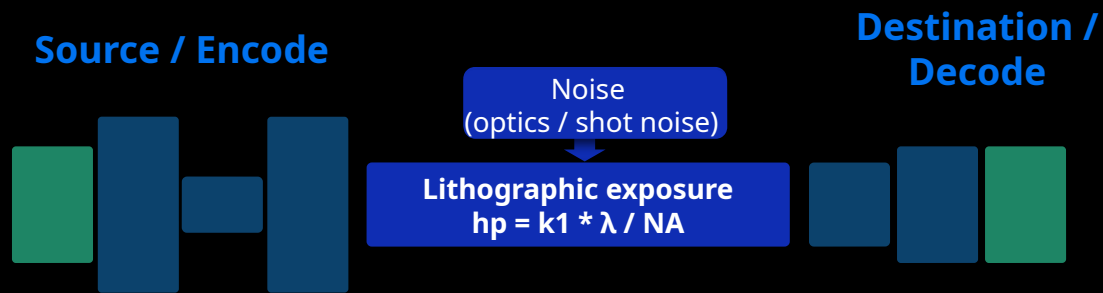 Source / Encode
Destination /
Decode
Noise
(optics / shot noise)
Lithographic exposure
hp = k1 * λ / NA